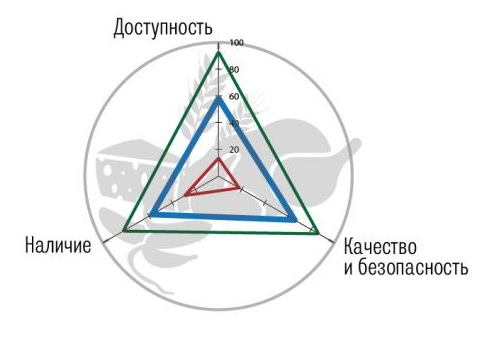 Доступность
100
80
60
40
20
Наличие
Качество
и безопасность